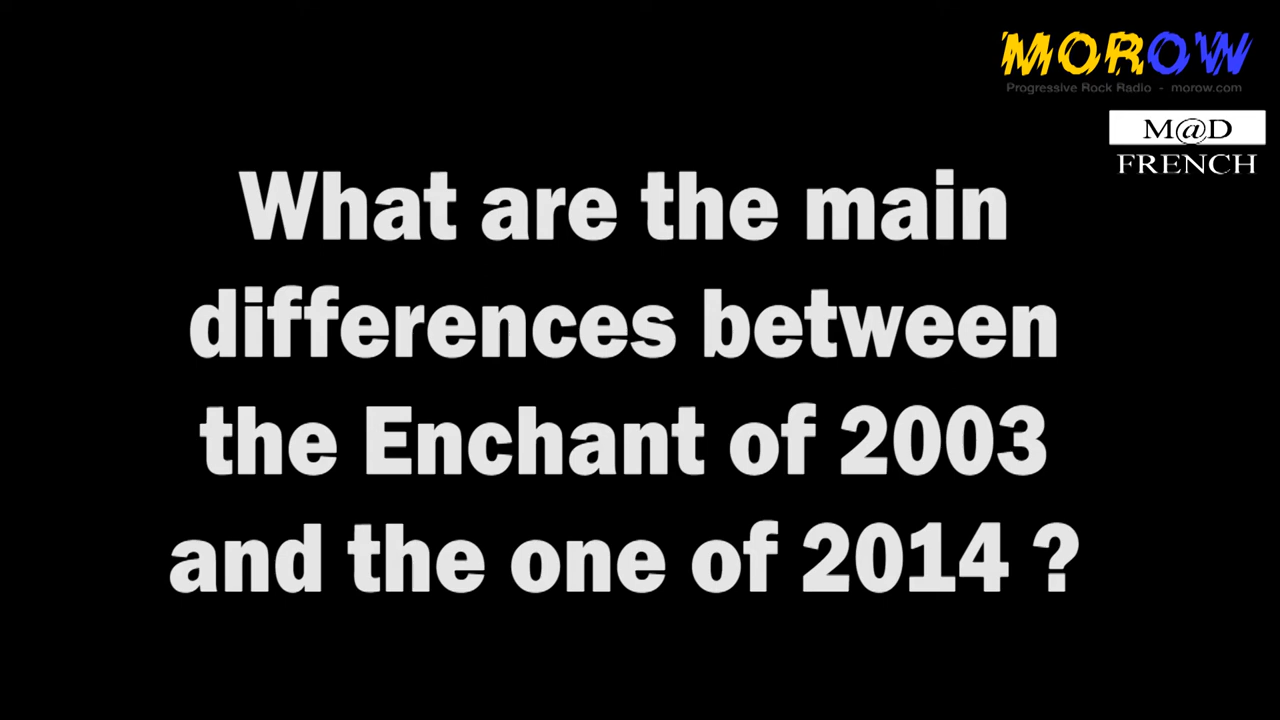 MOROW
Progressive Rock Radio - morow.com
M@D
FRENCH
What are the main
differences between
the Enchant of 2003
and the one of 2014 ?